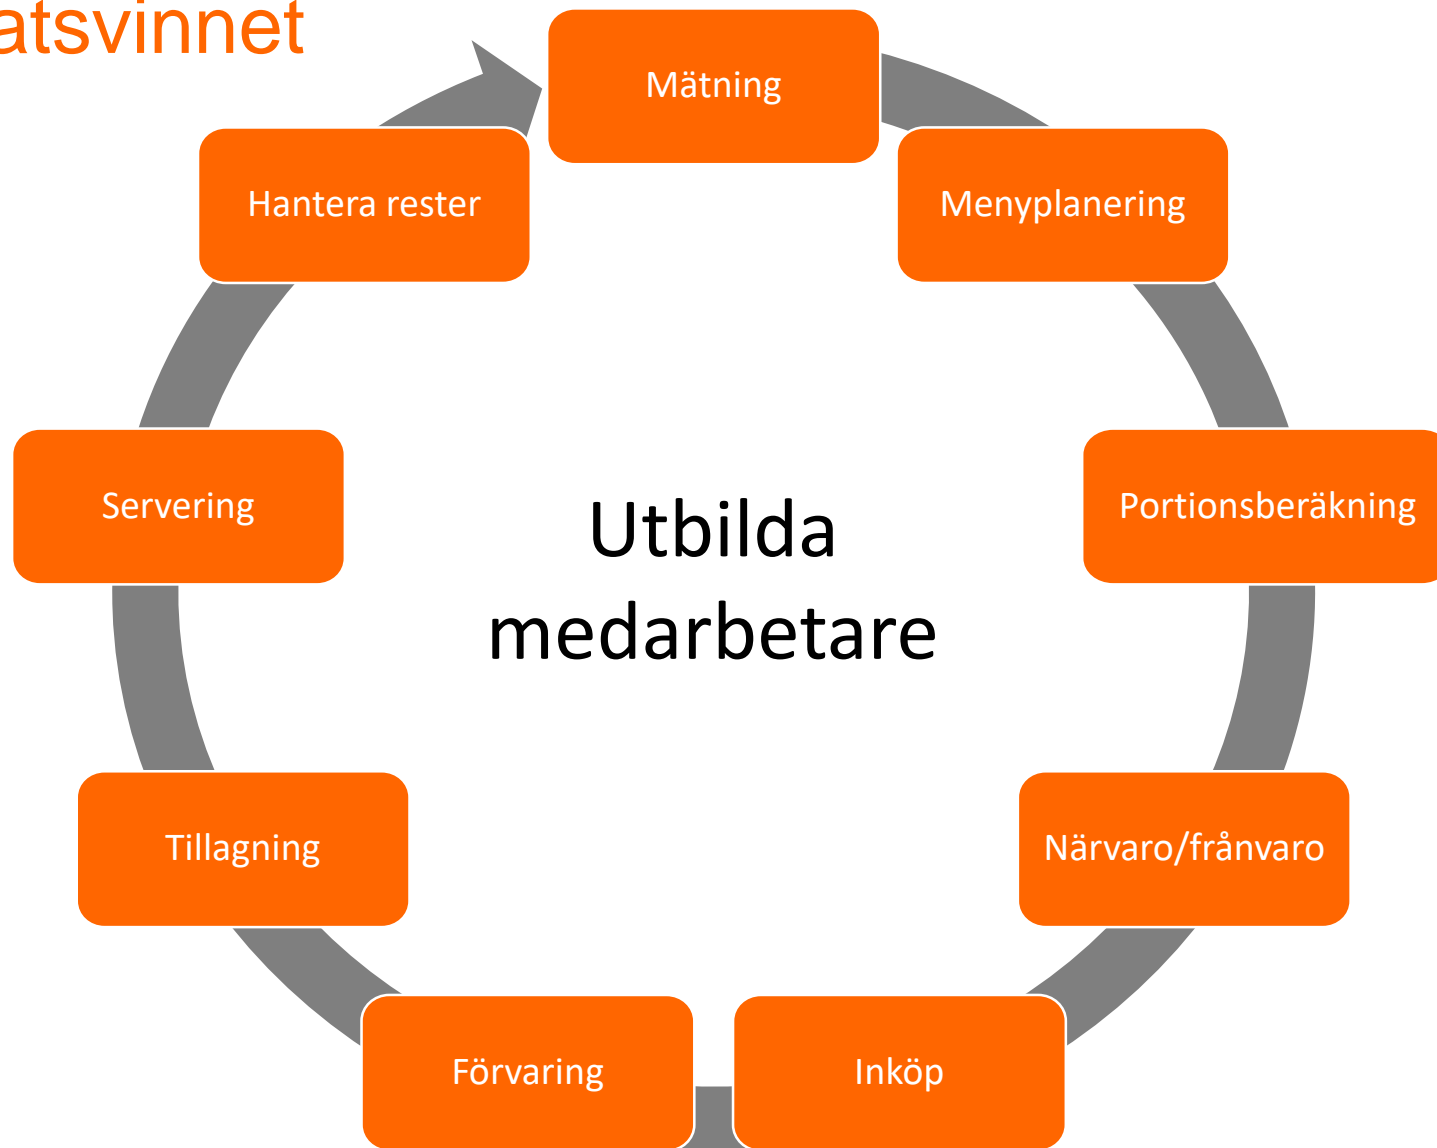 atsvinnet
Mätning
Menyplanering
Portionsberäkning
Närvaro/frånvaro
Inköp
Förvaring
Tillagning
Servering
Hantera rester
Utbilda
medarbetare